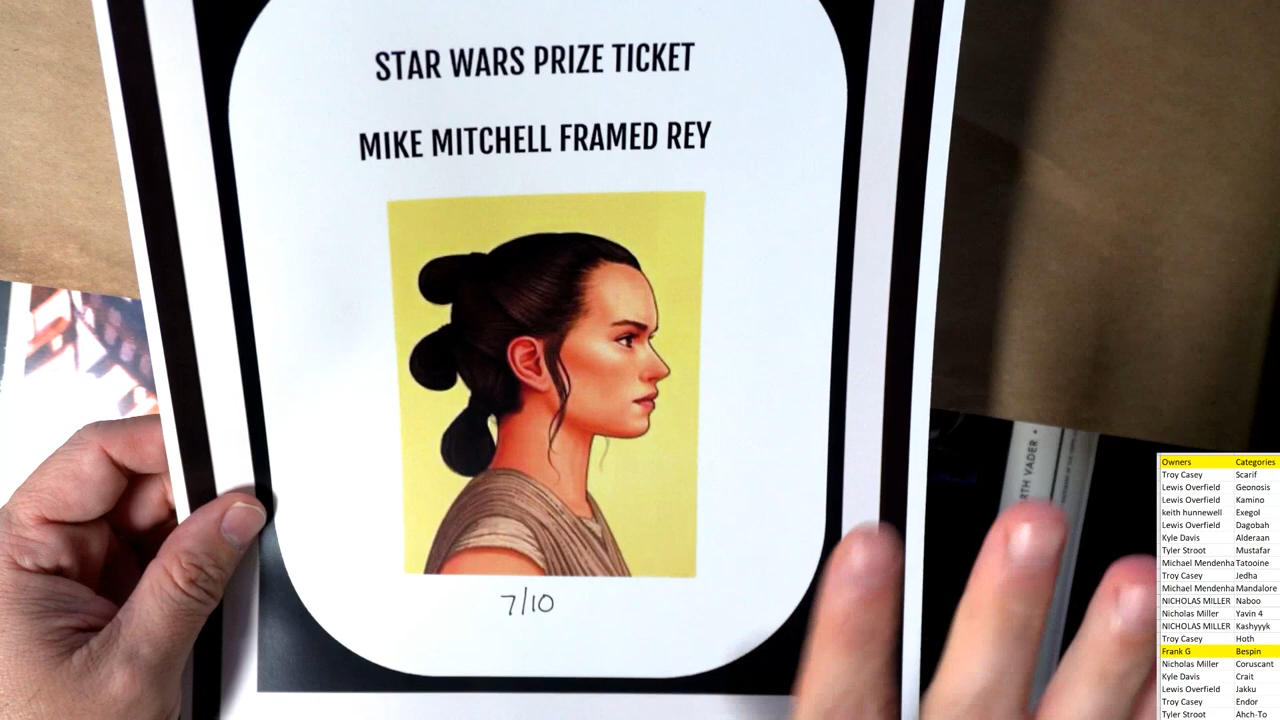 STAR WARS PRIZE TICKET
MIKE MITCHELL FRAMED REY
7/10
RTH VADER
Owners Categories
Troy Casey Scarif
Lewis Overfield Geonosis
Lewis Overfield Kamino
keith hunnewell Exegol
Lewis Overfield Dagobah
Kyle Davis Alderaan
Tyler Stroot Mustafar
Michael Mendenha Tatooine
Troy Casey Jedha
Michael Mendenha Mandalore
NICHOLAS MILLER Naboo
Nicholas Miller Yavin 4
NICHOLAS MILLER Kashyyyk
Troy Casey Hoth
Frank G Bespin
Nicholas Miller Coruscant
Kyle Davis Crait
Lewis Overfield Jakku
Troy Casey Endor
Tyler Stroot Ahch-To